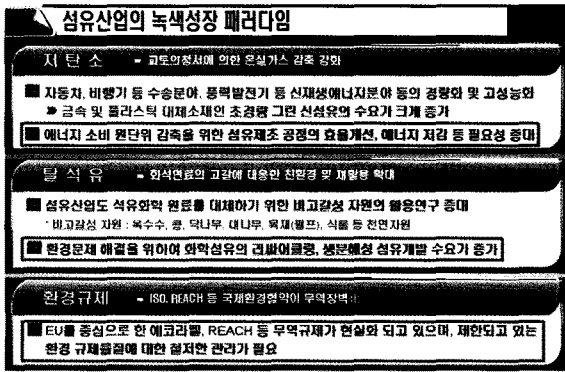 섬유산업의 녹색성장 패러다임
저 탄 소 - 교토의정서에 의한 온실가스 감축 강화
■ 자동차, 비행기 등 수송분야, 풍력발전기 등 신재생에너지분야 등의 경량화 및 고성능화
» 금속 및 플라스틱 대체소재인 초경량 그린 신섬유의 수요가 크게 증가
■ 에너지 소비 원단위 감축을 위한 섬유제조 공정의 효율개선, 에너지 저감 등 필요성 증대
탈 석 유 - 화석연료의 고갈에 대응한 친환경 및 재활용 확대
■ 섬유산업도 석유화학 원료를 대체하기 위한 비고갈성 자원의 활용연구 증대
· 비고갈성 자원 : 옥수수, 콩, 닥나무, 대나무, 목재(펄프), 식물 등 천연자원
■ 환경문제 해결을 위하여 화학섬유의 리싸이클링, 생분해성 섬유개발 수요가 증가
환경규제 - ISO, REACH 등 국제환경협약이 무역장벽화
■ EU를 중심으로 한 에코라벨, REACH 등 무역규제가 현실화 되고 있으며, 제한되고 있는
환경 규제물질에 대한 철저한 관리가 필요